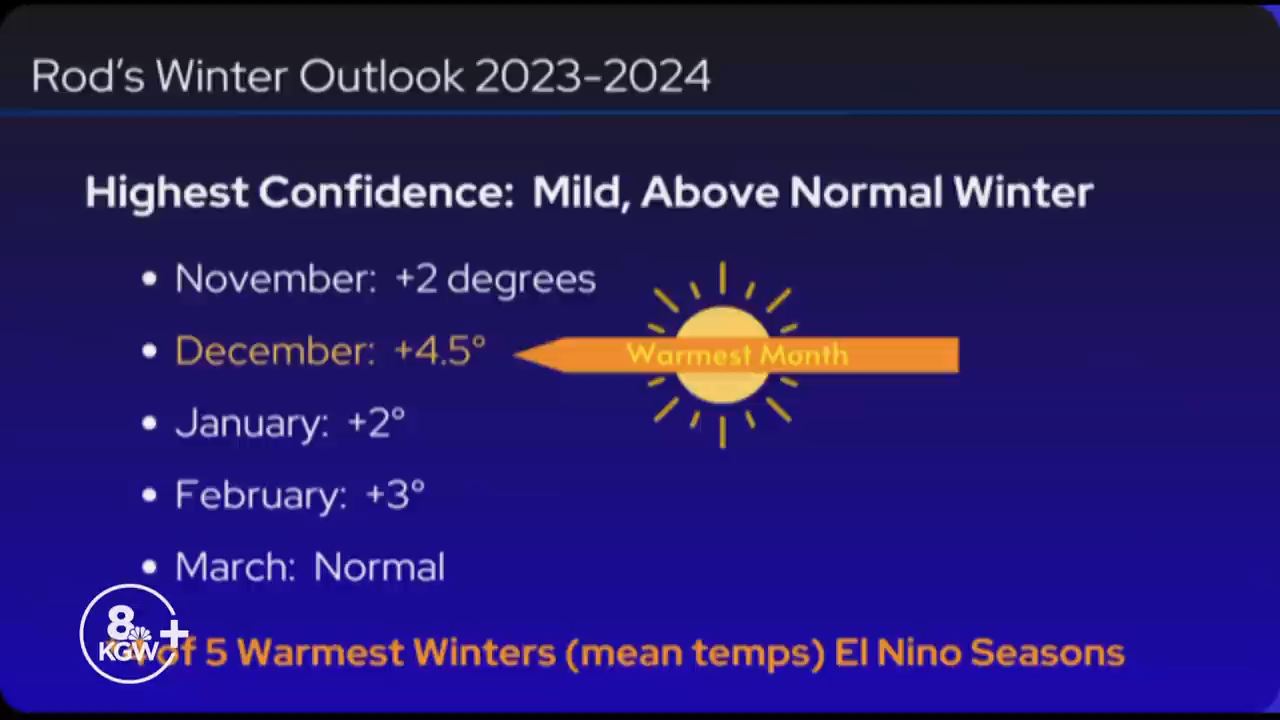 Rod's Winter Outlook 2023-2024
Highest Confidence: Mild, Above Normal Winter
• November: +2 degrees
• December: +4.5°
Warmest Month
• January: +2°
• February: +3°
• March: Normal
of 5 Warmest Winters (mean temps) El Nino Seasons
8+
KGW